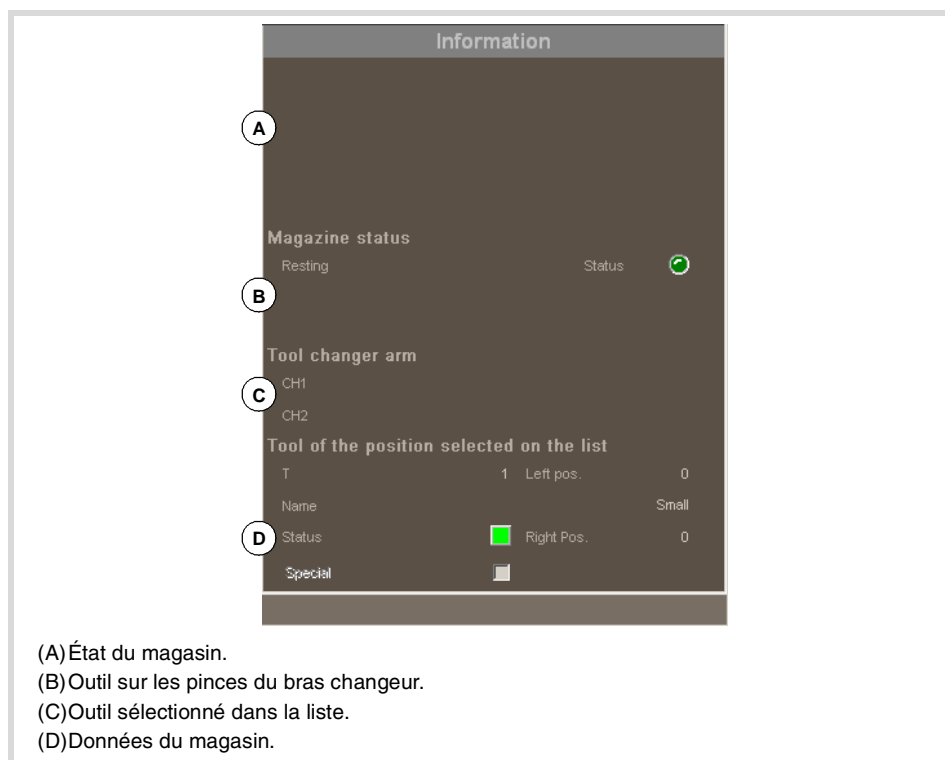 Information
A
Magazine status
Resting Status
B
Tool changer arm
CH1
C
CH2
Tool of the position selected on the list
T 1 Left pos. 0
Name Small
D Status Right Pos. 0
Special
(A) État du magasin.
(B) Outil sur les pinces du bras changeur.
(C) Outil sélectionné dans la liste.
(D) Données du magasin.